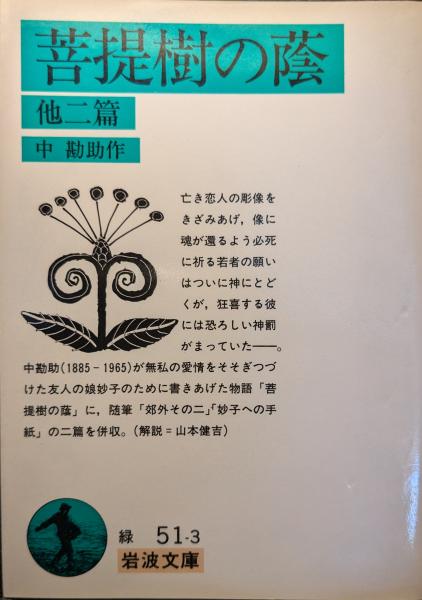 菩提樹の蔭
他二篇
中 勘助作
亡き恋人の彫像を
きざみあげ，像に
魂が還るよう必死
に祈る若者の願い
はついに神にとど
くが，狂喜する彼
には恐ろしい神罰
がまっていた——。
中勘助(1885－1965)が無私の愛情をそそぎつづ
けた友人の娘妙子のために書きあげた物語「菩
提樹の蔭」に，随筆「郊外その二」「妙子への手
紙」の二篇を併収。(解説＝山本健吉)
緑 51-3
岩波文庫